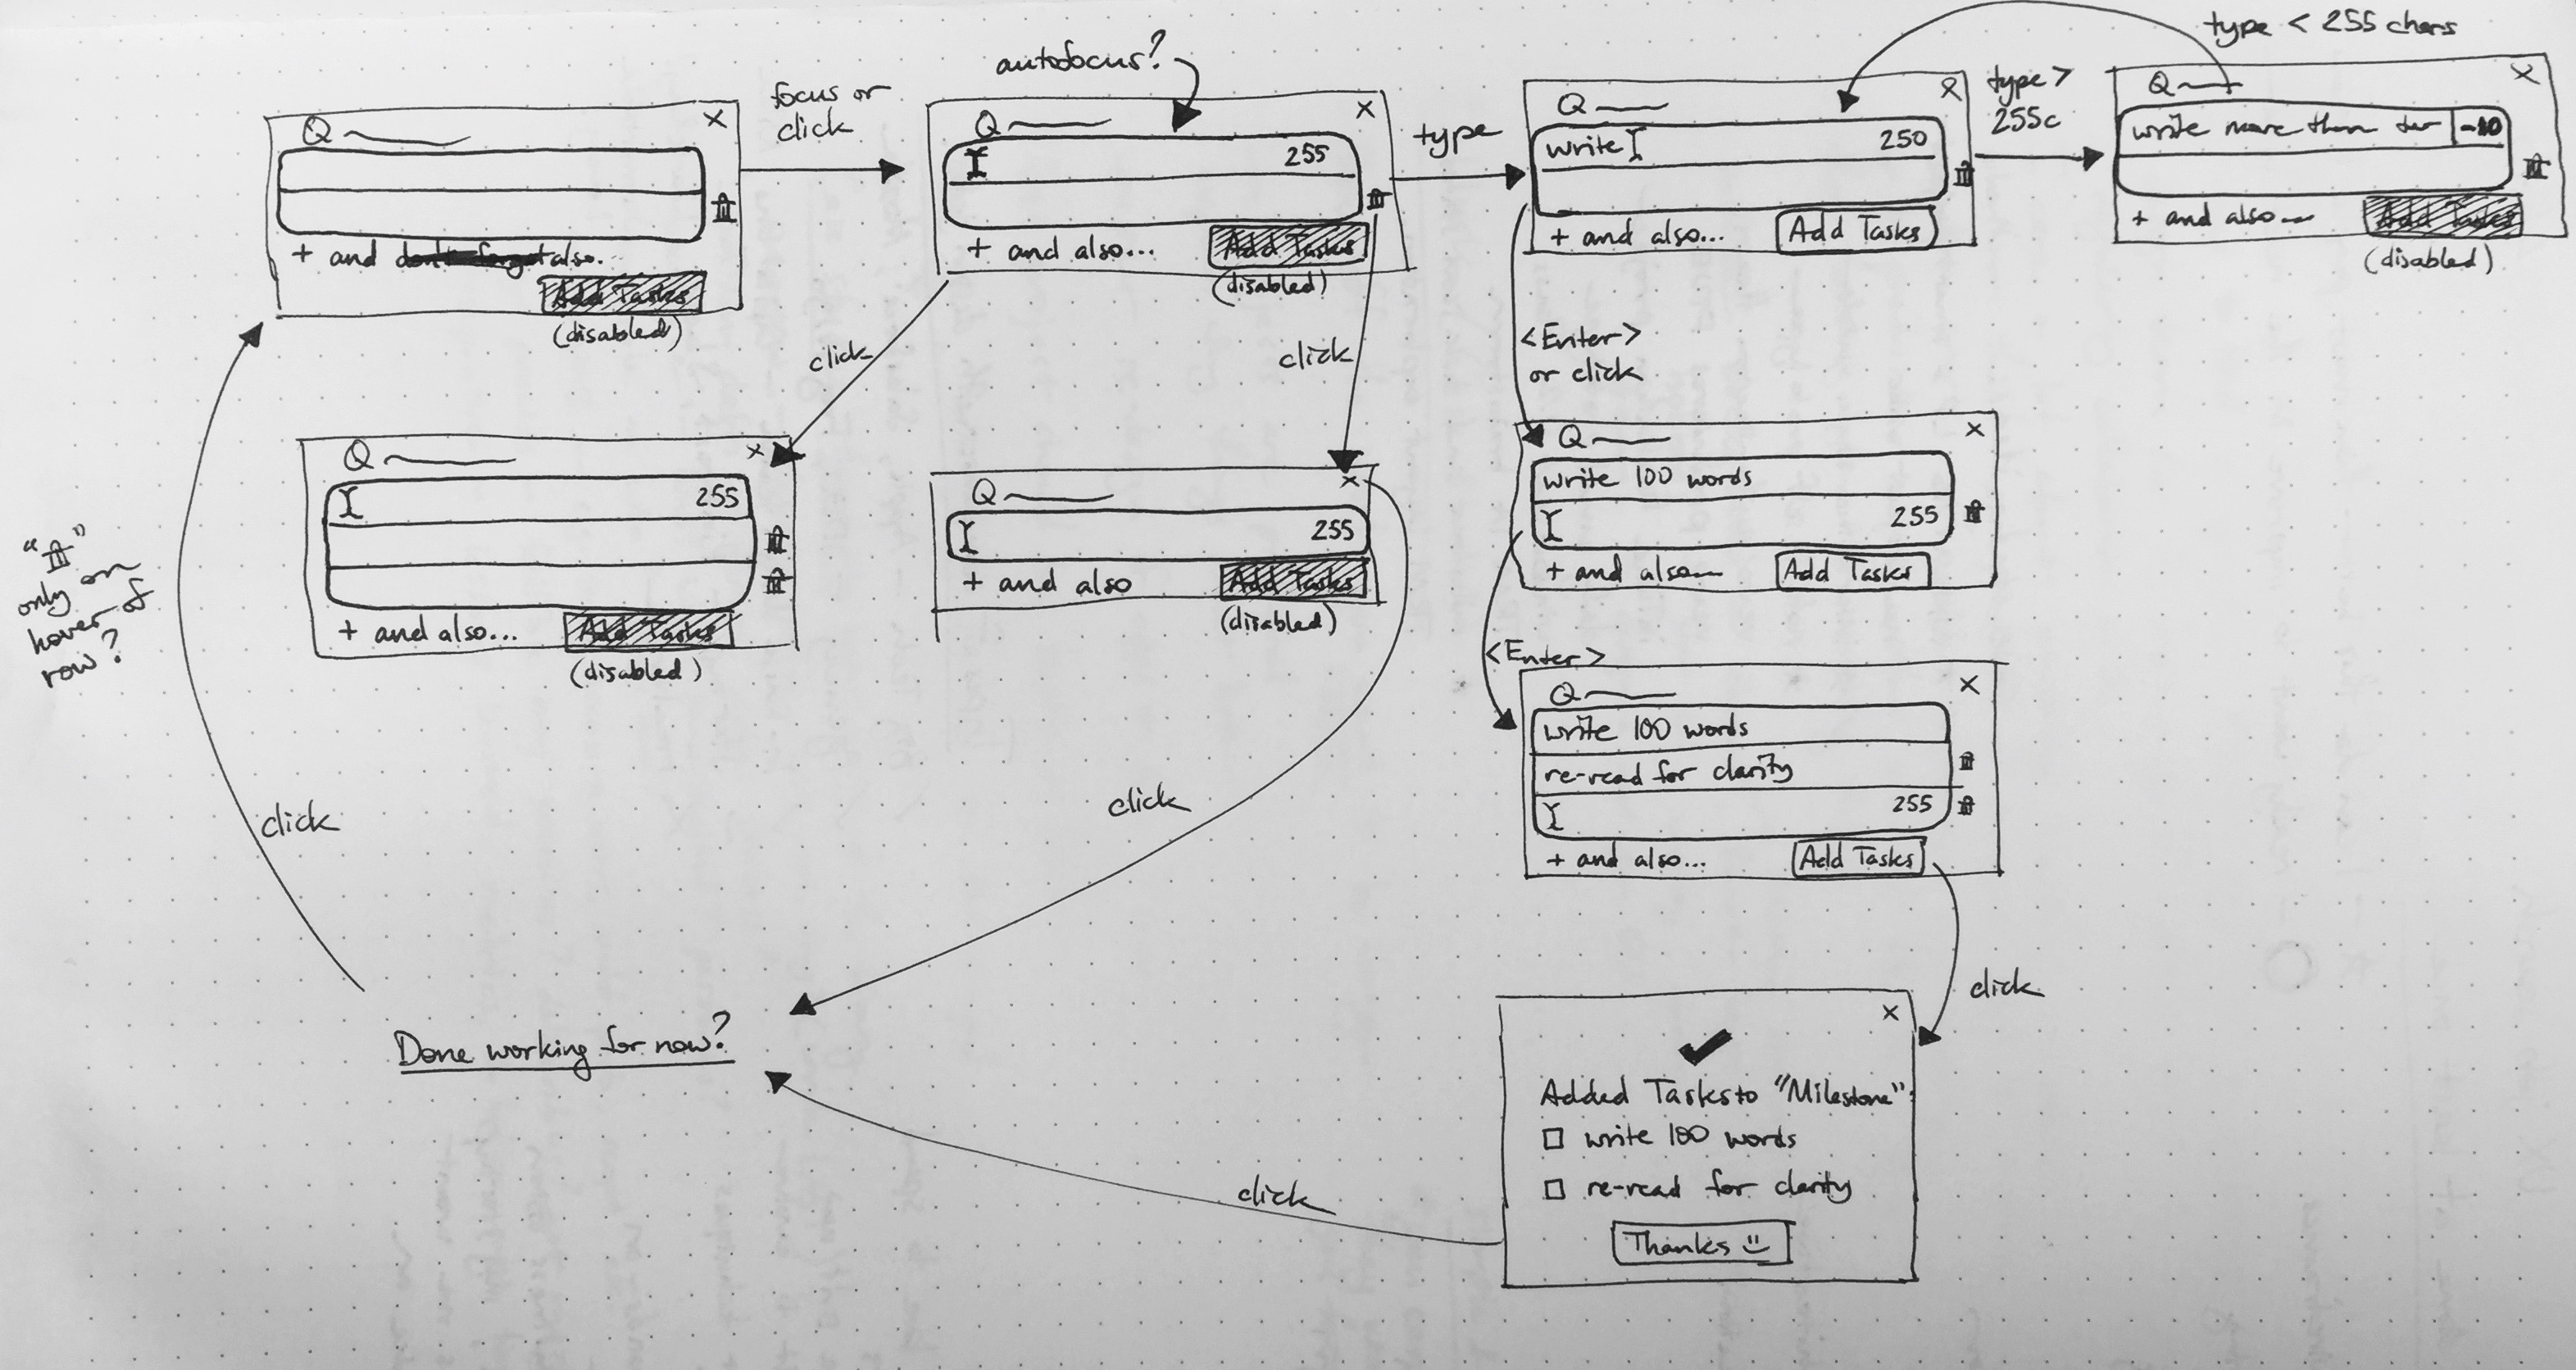 type < 255 chars
autofocus?
focus or
click
type
type >
255c
Q
x
+ and also.
Add Tasks
(disabled)
Q
x
255
+ and also...
Add Tasks
(disabled)
Q
x
write
250
+ and also...
Add Tasks
Q
x
write more than
-10
+ and also
Add Tasks
(disabled)
click
click
<Enter>
or click
Q
x
255
+ and also...
Add Tasks
(disabled)
Q
x
255
+ and also
Add Tasks
(disabled)
Q
x
write 100 words
255
+ and also
Add Tasks
<Enter>
Q
x
write 100 words
re-read for clarity
255
+ and also...
Add Tasks
" "
only on
hover of
row?
click
click
click
Done working for now?
x
✓
Added Tasks to "Milestone":
☐ write 100 words
☐ re-read for clarity
Thanks
click